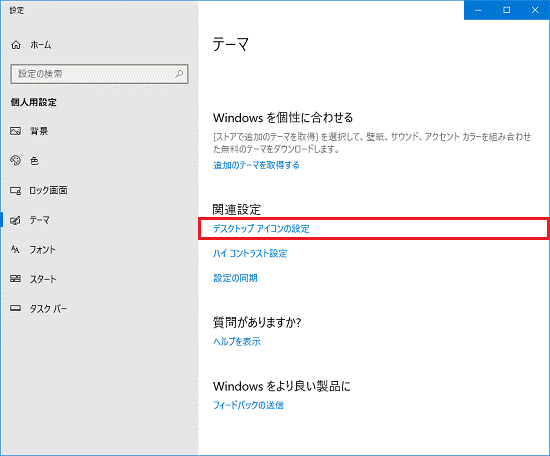 設定
ホーム
設定の検索
個人用設定
背景
色
ロック画面
テーマ
フォント
スタート
タスク バー
テーマ
Windows を個性に合わせる
[ストアで追加のテーマを取得] を選択して、壁紙、サウンド、アクセント カラーを組み合わせ
た無料のテーマをダウンロードします。
追加のテーマを取得する
関連設定
デスクトップ アイコンの設定
ハイ コントラスト設定
設定の同期
質問がありますか?
ヘルプを表示
Windows をより良い製品に
フィードバックの送信